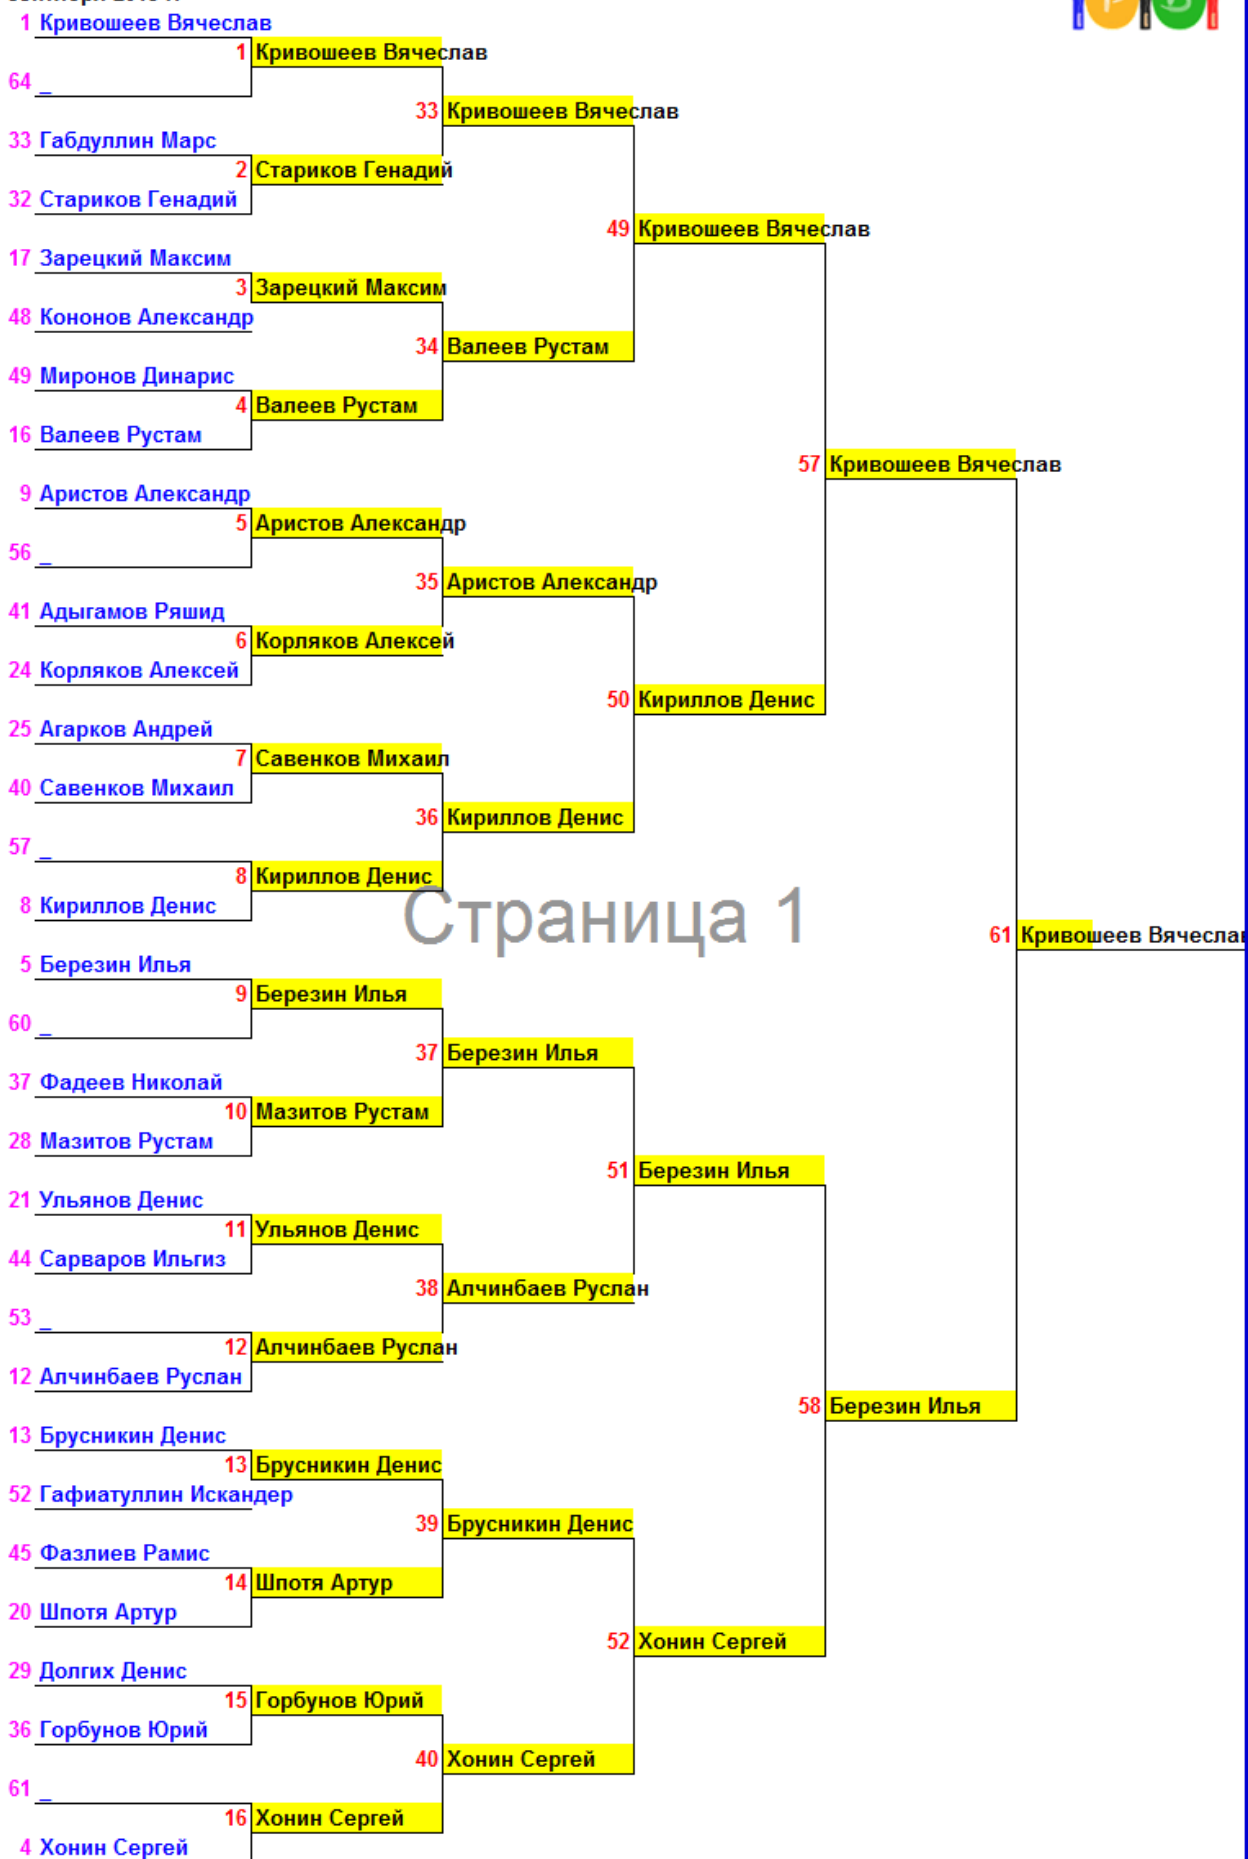 1 Кривошеев Вячеслав
1 Кривошеев Вячеслав
64 _
33 Кривошеев Вячеслав
33 Габдуллин Марс
2 Стариков Генадий
32 Стариков Генадий
49 Кривошеев Вячеслав
17 Зарецкий Максим
3 Зарецкий Максим
48 Кононов Александр
34 Валеев Рустам
49 Миронов Динарис
4 Валеев Рустам
16 Валеев Рустам
57 Кривошеев Вячеслав
9 Аристов Александр
5 Аристов Александр
56 _
35 Аристов Александр
41 Адыгамов Ряшид
6 Корляков Алексей
24 Корляков Алексей
50 Кириллов Денис
25 Агарков Андрей
7 Савенков Михаил
40 Савенков Михаил
36 Кириллов Денис
57 _
8 Кириллов Денис
8 Кириллов Денис
Страница 1
61 Кривошеев Вячеслав
5 Березин Илья
9 Березин Илья
60 _
37 Березин Илья
37 Фадеев Николай
10 Мазитов Рустам
28 Мазитов Рустам
51 Березин Илья
21 Ульянов Денис
11 Ульянов Денис
44 Сарваров Ильгиз
38 Алчинбаев Руслан
53 _
12 Алчинбаев Руслан
12 Алчинбаев Руслан
58 Березин Илья
13 Брусникин Денис
13 Брусникин Денис
52 Гафиатуллин Искандер
39 Брусникин Денис
45 Фазлиев Рамис
14 Шпотя Артур
20 Шпотя Артур
52 Хонин Сергей
29 Долгих Денис
15 Горбунов Юрий
36 Горбунов Юрий
40 Хонин Сергей
61 _
16 Хонин Сергей
4 Хонин Сергей